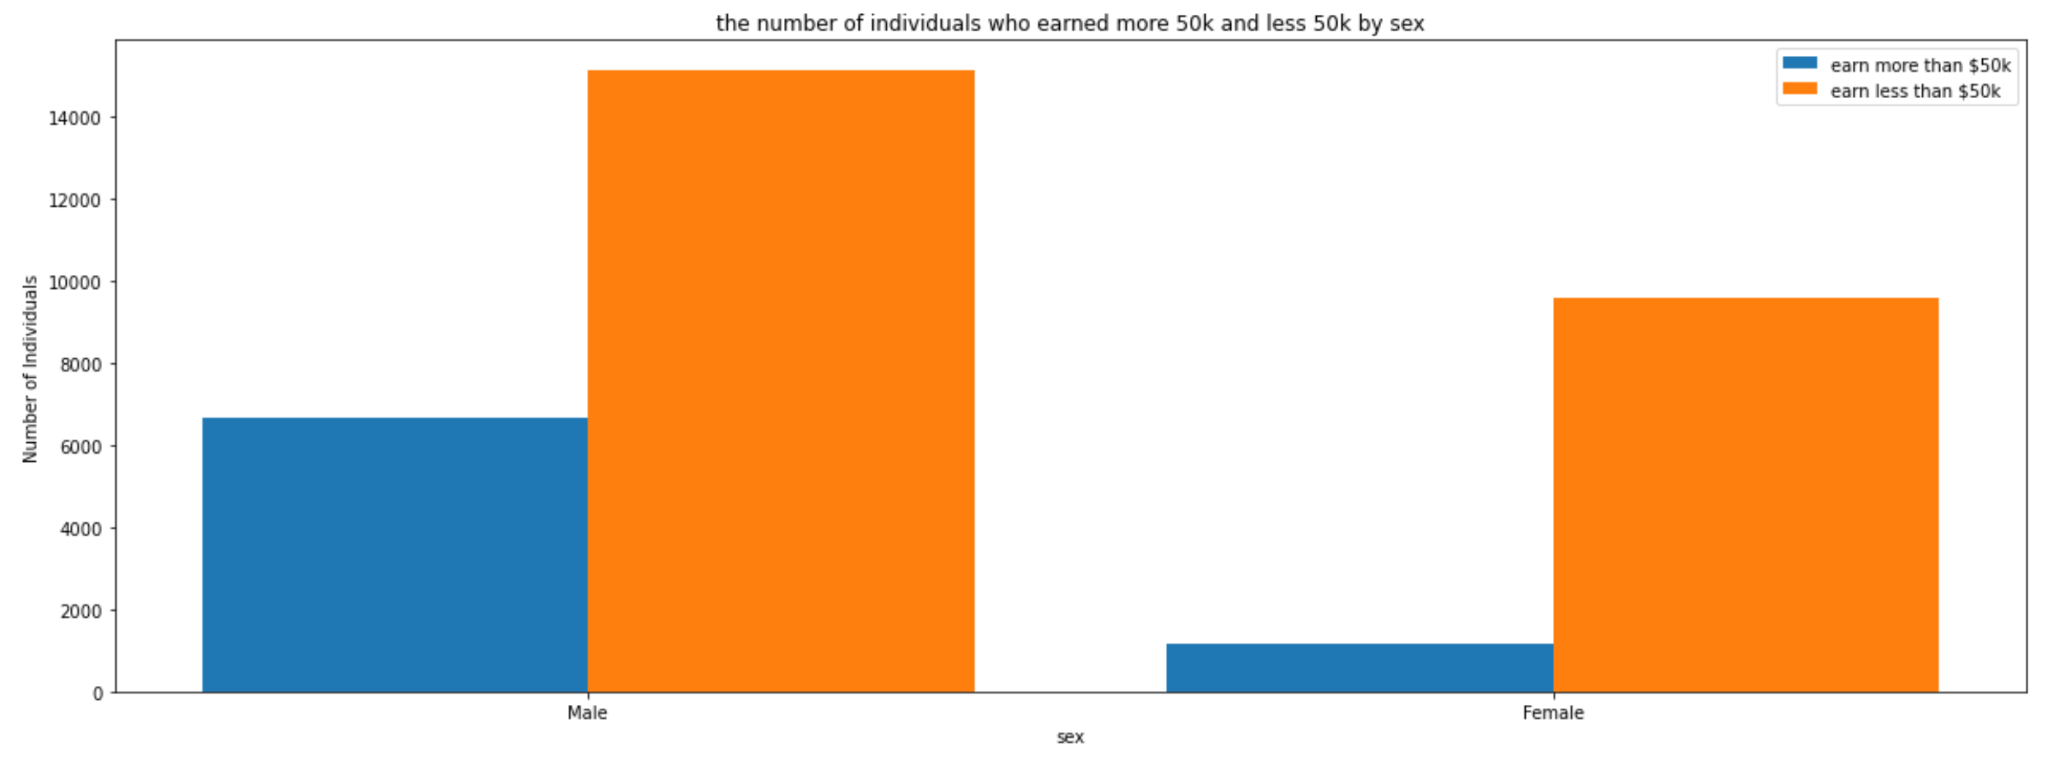 the number of individuals who earned more 50k and less 50k by sex
earn more than $50k
earn less than $50k
14000
12000
10000
8000
6000
4000
2000
0
Number of Individuals
Male
Female
sex